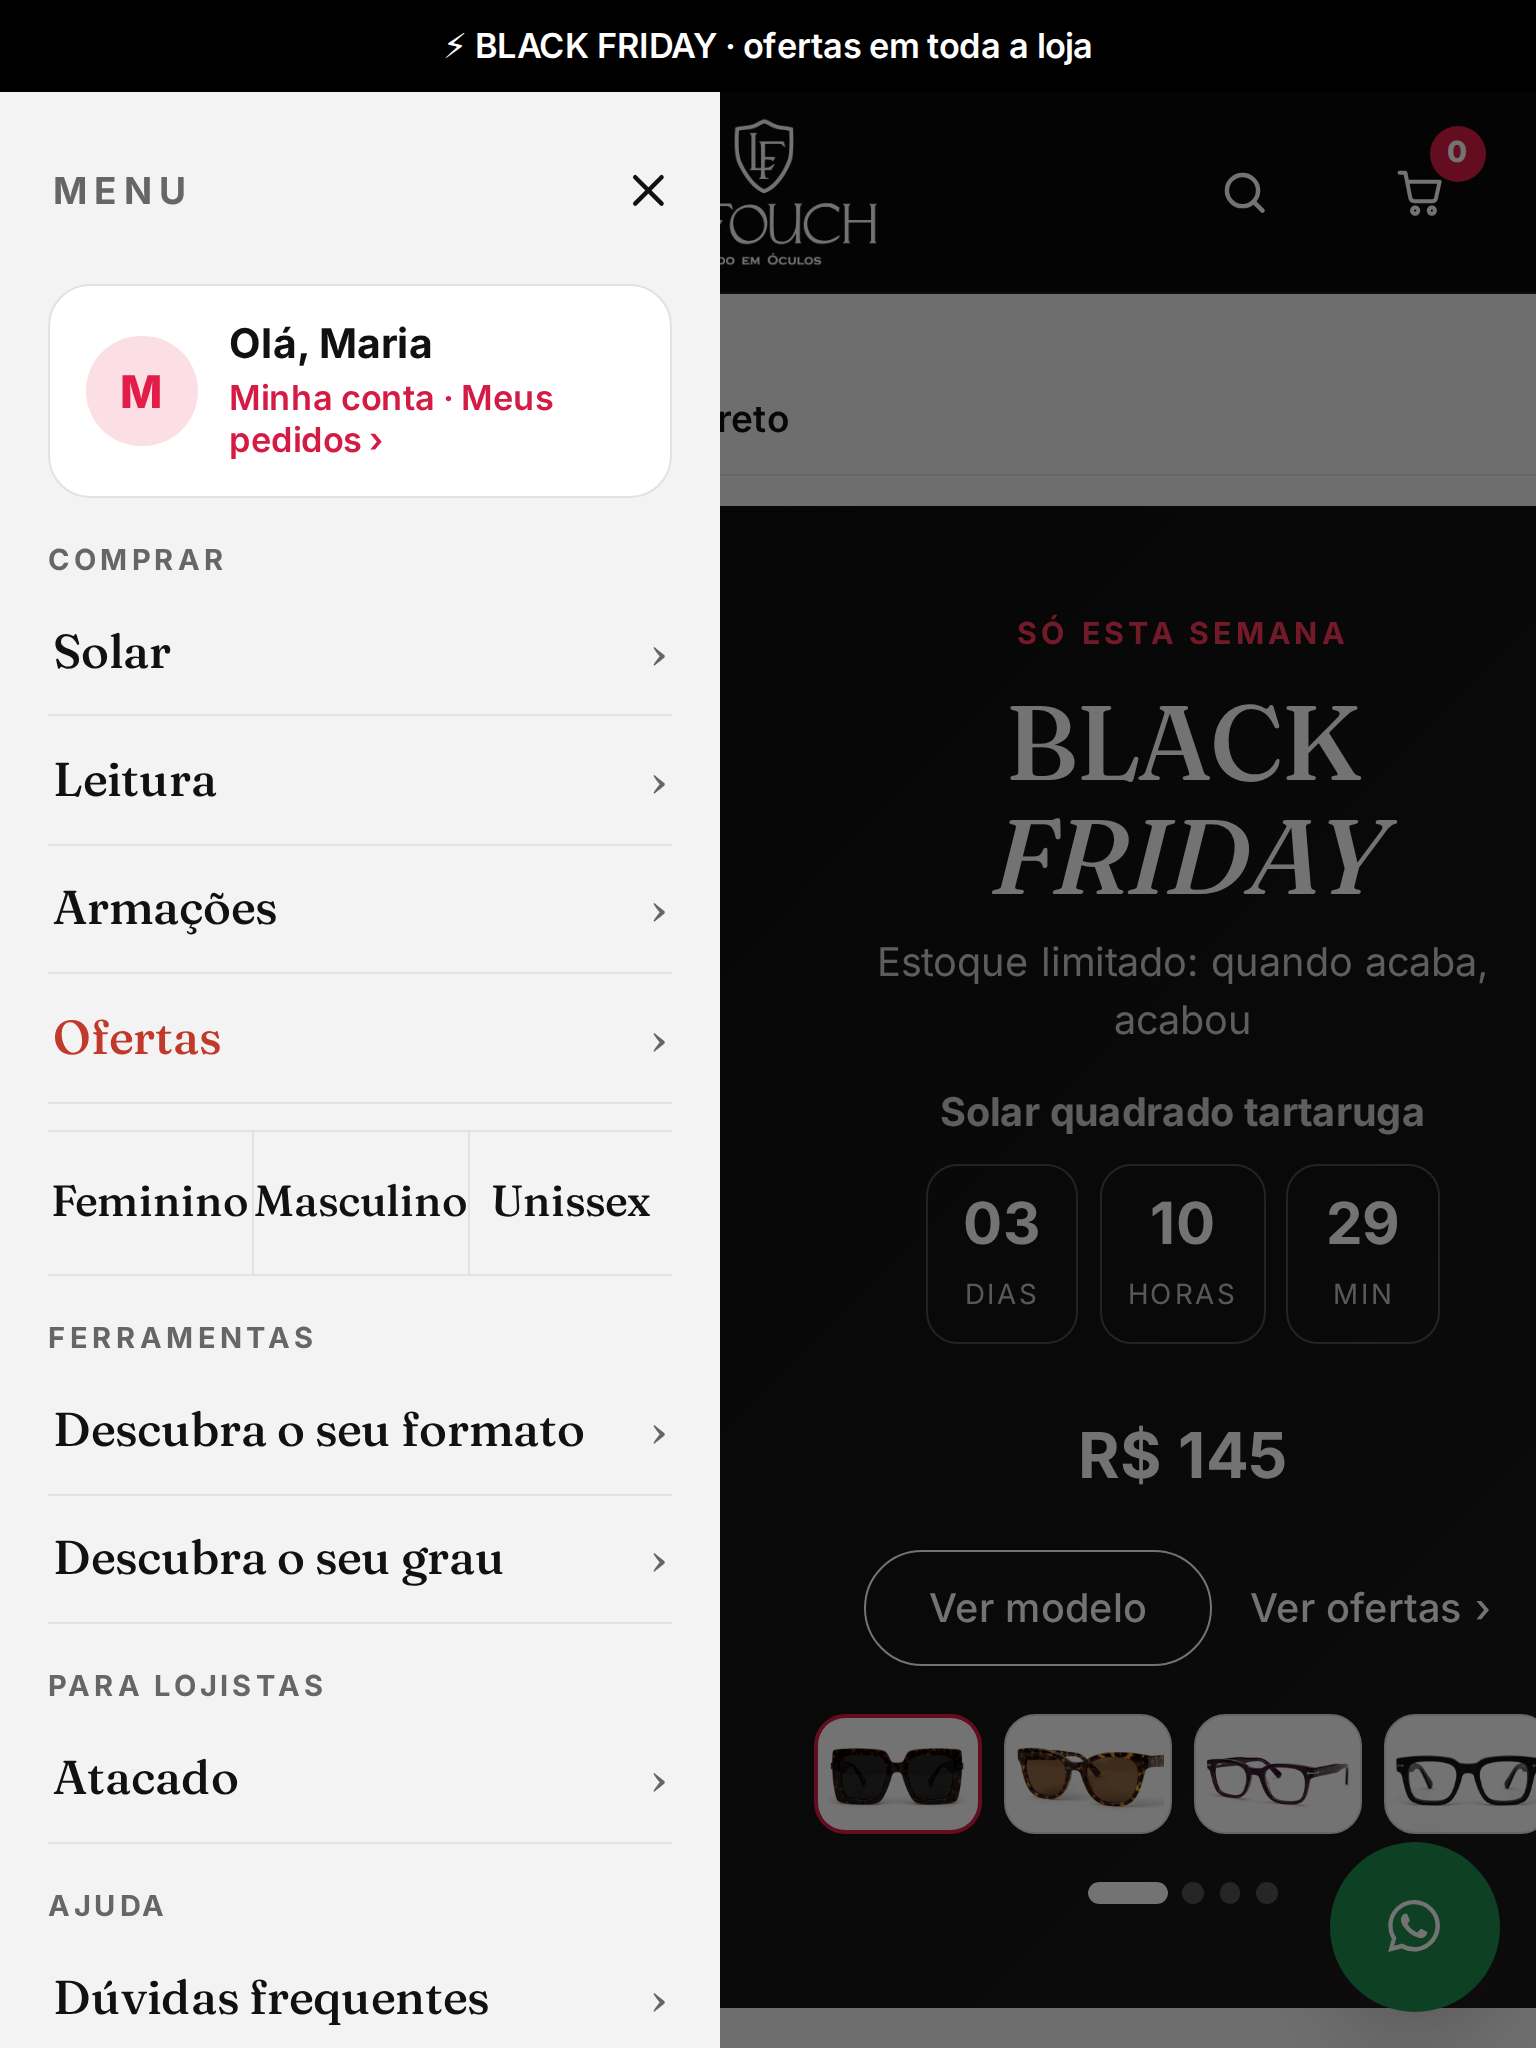 ⚡ BLACK FRIDAY · ofertas em toda a loja
MENU
Olá, Maria
M
Minha conta · Meus
pedidos ›
COMPRAR
Solar ›
Leitura ›
Armações ›
Ofertas ›
Feminino Masculino Unissex
FERRAMENTAS
Descubra o seu formato ›
Descubra o seu grau ›
PARA LOJISTAS
Atacado ›
AJUDA
Dúvidas frequentes ›
LF
FOUCH
EM ÓCULOS
0
reto
SÓ ESTA SEMANA
BLACK
FRIDAY
Estoque limitado: quando acaba,
acabou
Solar quadrado tartaruga
03 10 29
DIAS HORAS MIN
R$ 145
Ver modelo Ver ofertas ›